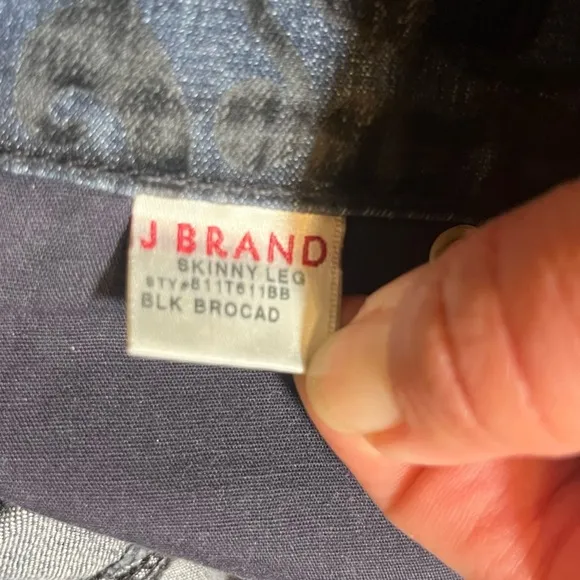 J BRAND
SKINNY LEG
STY#811T611BB
BLK BROCAD